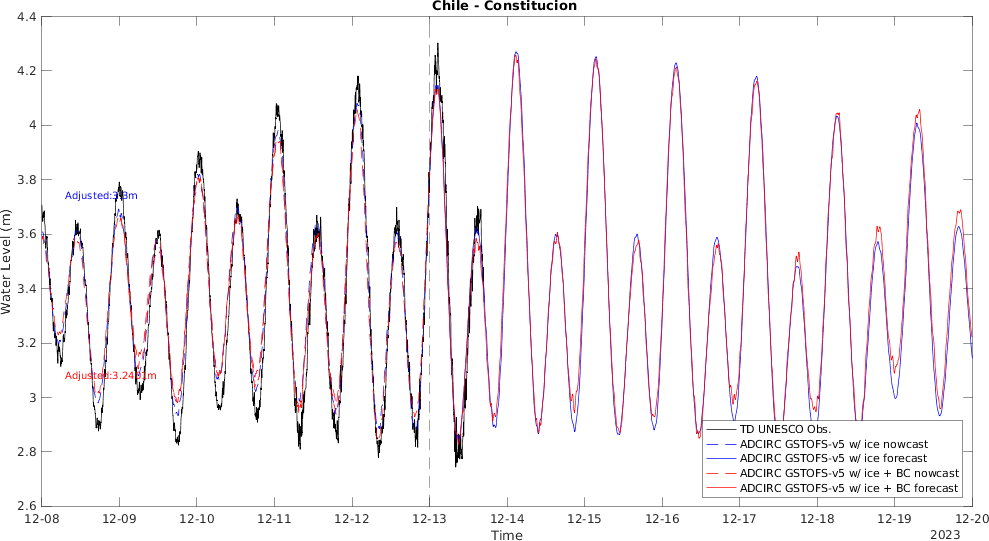 Chile - Constitucion
4.4
4.2
4
3.8
3.6
3.4
3.2
3
2.8
2.6
Water Level (m)
Adjusted:3.3m
TD UNESCO Obs.
ADCIRC GSTOFS-v5 w/ ice nowcast
ADCIRC GSTOFS-v5 w/ ice forecast
ADCIRC GSTOFS-v5 w/ ice + BC nowcast
ADCIRC GSTOFS-v5 w/ ice + BC forecast
12-08 12-09 12-10 12-11 12-12 12-13 12-14 12-15 12-16 12-17 12-18 12-19 12-20
Time
2023